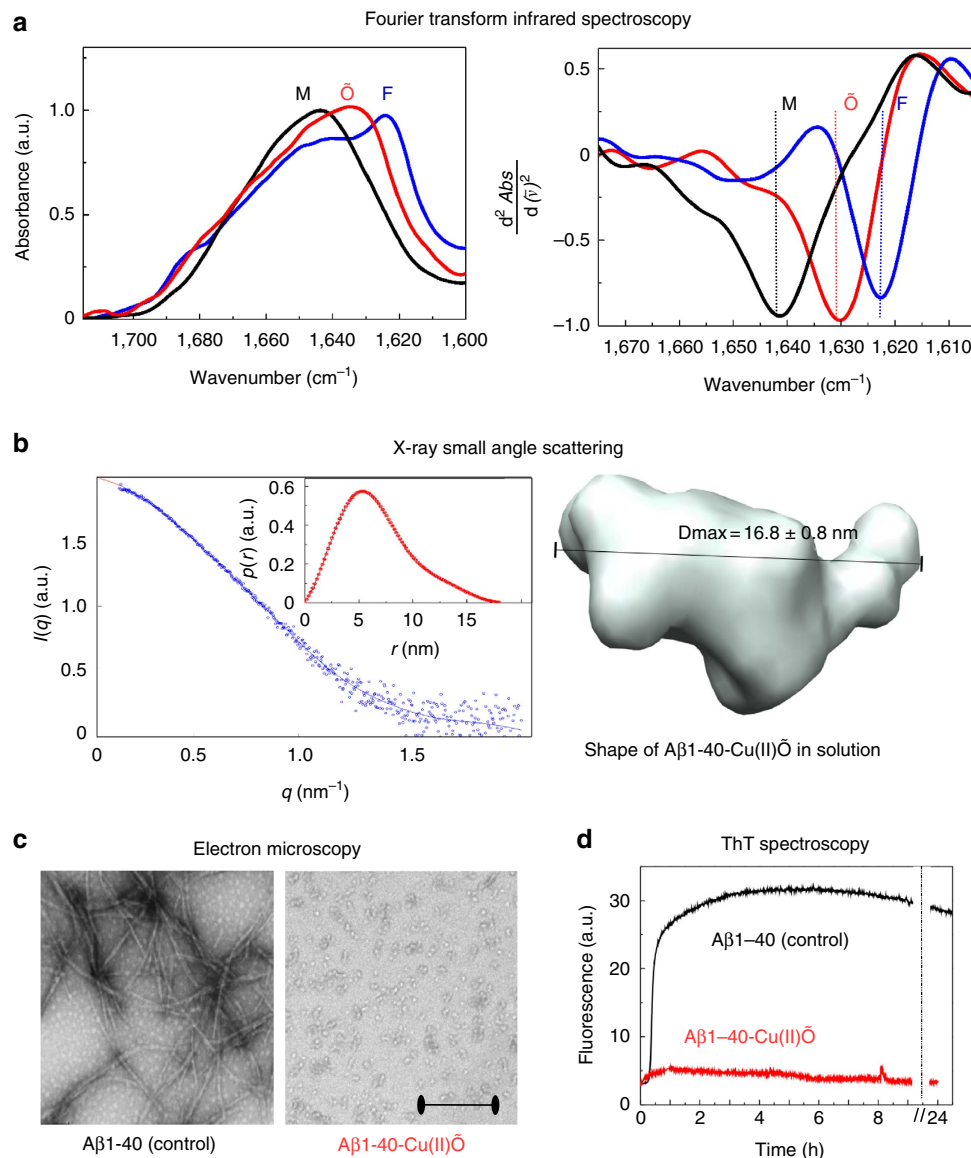 a
Fourier transform infrared spectroscopy
M Õ F
1.0
0.5
0
Absorbance (a.u.)
1,700 1,680 1,660 1,640 1,620 1,600
Wavenumber (cm⁻¹)
M Õ F
0.5
0
−0.5
−1.0
d² Abs
d (ν̃)²
1,670 1,660 1,650 1,640 1,630 1,620 1,610
Wavenumber (cm⁻¹)
b
X-ray small angle scattering
1.5
1.0
0.5
0
I(q) (a.u.)
0 0.5 1.0 1.5
q (nm⁻¹)
0.6
0.4
0.2
0
p(r) (a.u.)
0 5 10 15
r (nm)
Dmax = 16.8 ± 0.8 nm
Shape of Aβ1-40-Cu(II)Õ in solution
c
Electron microscopy
Aβ1-40 (control)
Aβ1-40-Cu(II)Õ
d
ThT spectroscopy
30
20
10
0
Fluorescence (a.u.)
Aβ1–40 (control)
Aβ1–40-Cu(II)Õ
0 2 4 6 8 // 24
Time (h)